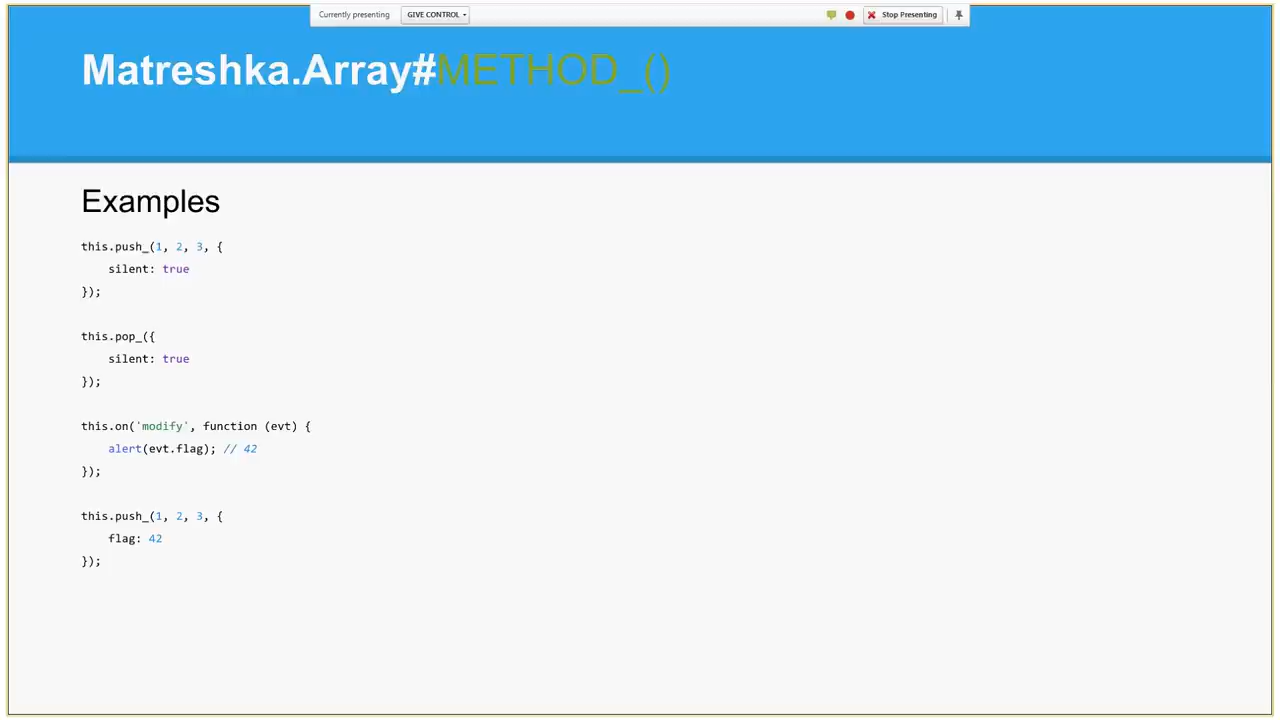 Currently presenting GIVE CONTROL Stop Presenting
Matreshka.Array#METHOD_()
Examples
this.push_(1, 2, 3, {
    silent: true
});
this.pop_({
    silent: true
});
this.on('modify', function (evt) {
    alert(evt.flag); // 42
});
this.push_(1, 2, 3, {
    flag: 42
});